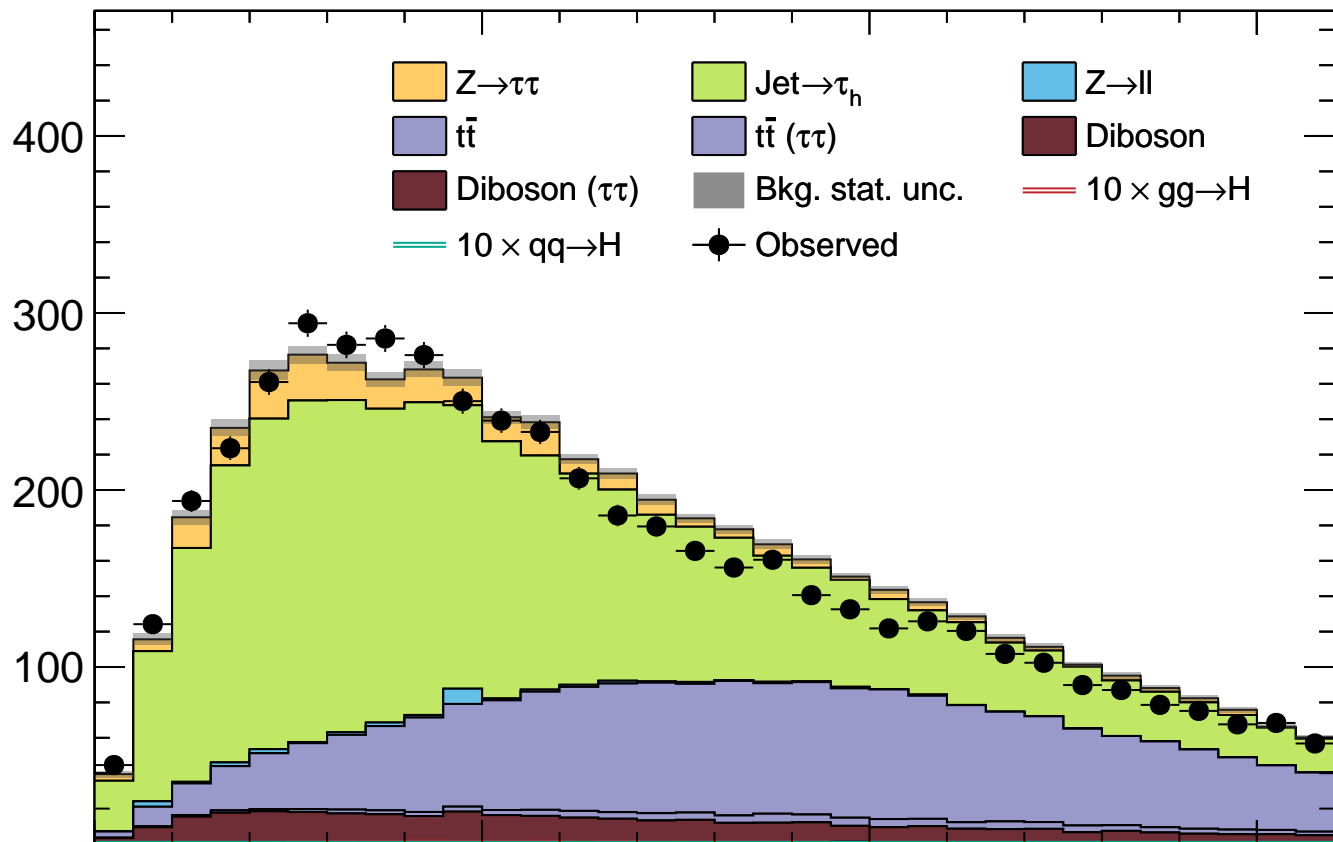 Z→ττ Jet→τh Z→ll
tt̄ tt̄ (ττ) Diboson
Diboson (ττ) Bkg. stat. unc. 10 × gg→H
10 × qq→H Observed
400
300
200
100